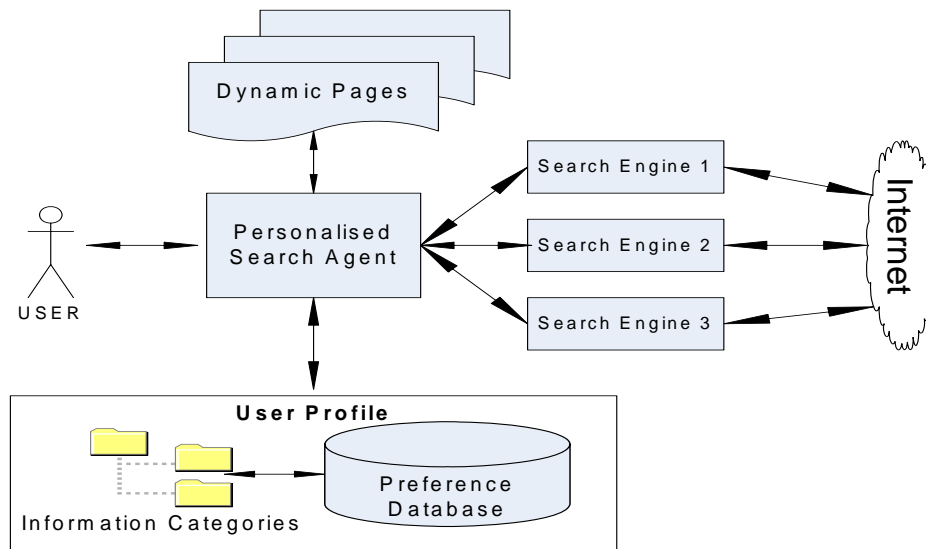 Dynamic Pages
Search Engine 1
Personalised
Search Agent
Search Engine 2
Internet
USER
Search Engine 3
User Profile
Preference
Database
Information Categories